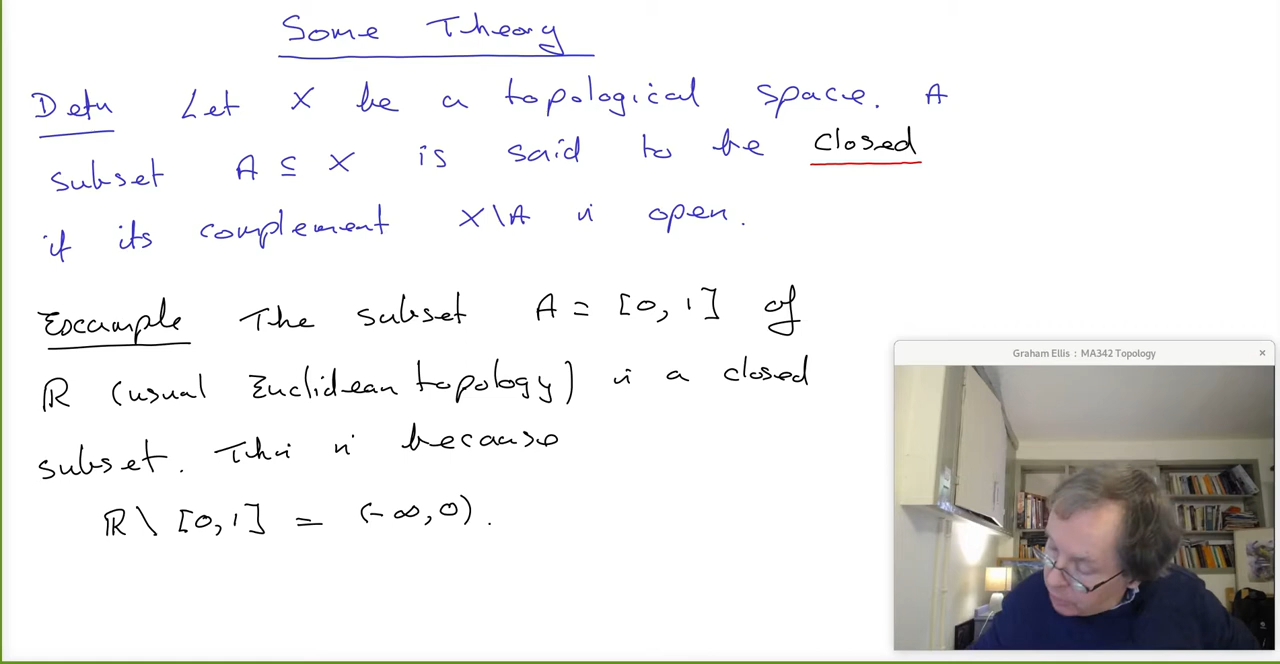 Some Theory
Defn Let X be a topological space. A
subset A ⊆ X is said to be closed
if its complement X\A is open.
Example The subset A = [0, 1] of
ℝ (usual Euclidean topology) is a closed
subset. This is because
ℝ \ [0, 1] = (-∞, 0).
Graham Ellis : MA342 Topology